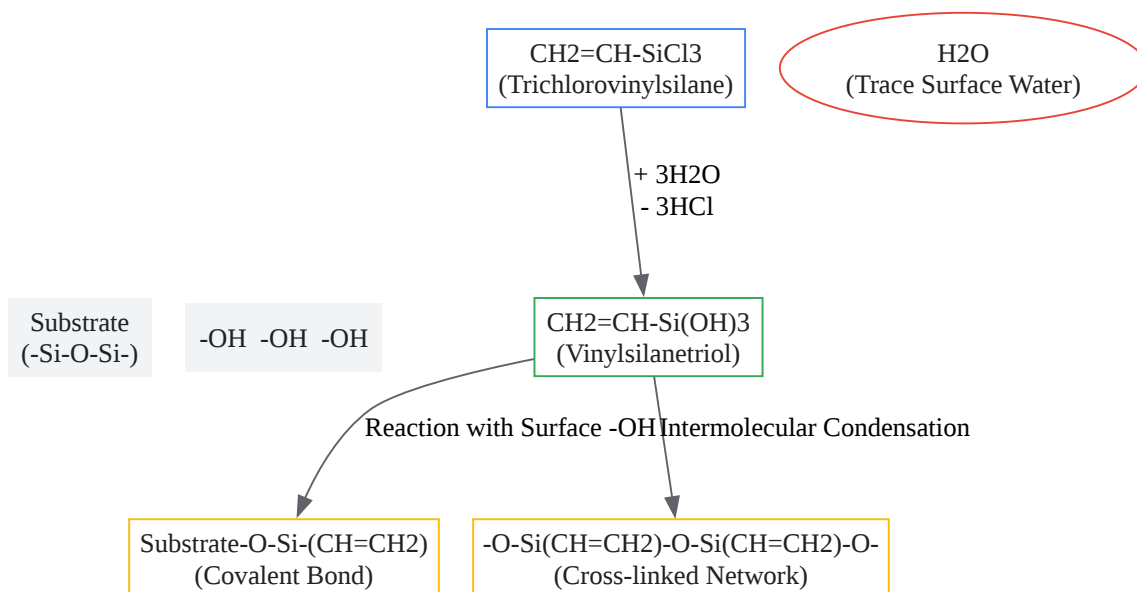 CH2=CH-SiCl3
(Trichlorovinylsilane)
H2O
(Trace Surface Water)
+ 3H2O
- 3HCl
Substrate
(-Si-O-Si-)
-OH  -OH  -OH
CH2=CH-Si(OH)3
(Vinylsilanetriol)
Reaction with Surface -OH
Intermolecular Condensation
Substrate-O-Si-(CH=CH2)
(Covalent Bond)
-O-Si(CH=CH2)-O-Si(CH=CH2)-O-
(Cross-linked Network)